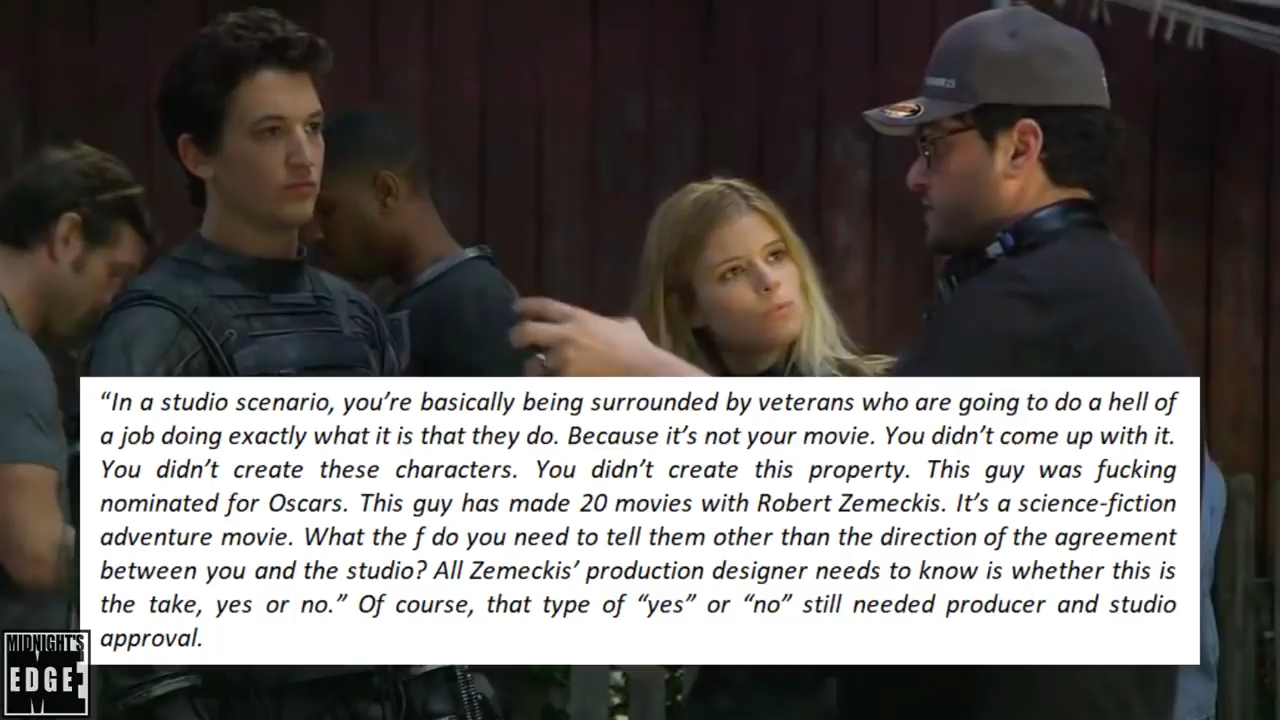 “In a studio scenario, you’re basically being surrounded by veterans who are going to do a hell of
a job doing exactly what it is that they do. Because it’s not your movie. You didn’t come up with it.
You didn’t create these characters. You didn’t create this property. This guy was fucking
nominated for Oscars. This guy has made 20 movies with Robert Zemeckis. It’s a science-fiction
adventure movie. What the f do you need to tell them other than the direction of the agreement
between you and the studio? All Zemeckis’ production designer needs to know is whether this is
the take, yes or no.” Of course, that type of “yes” or “no” still needed producer and studio
approval.
MIDNIGHT'S
EDGE